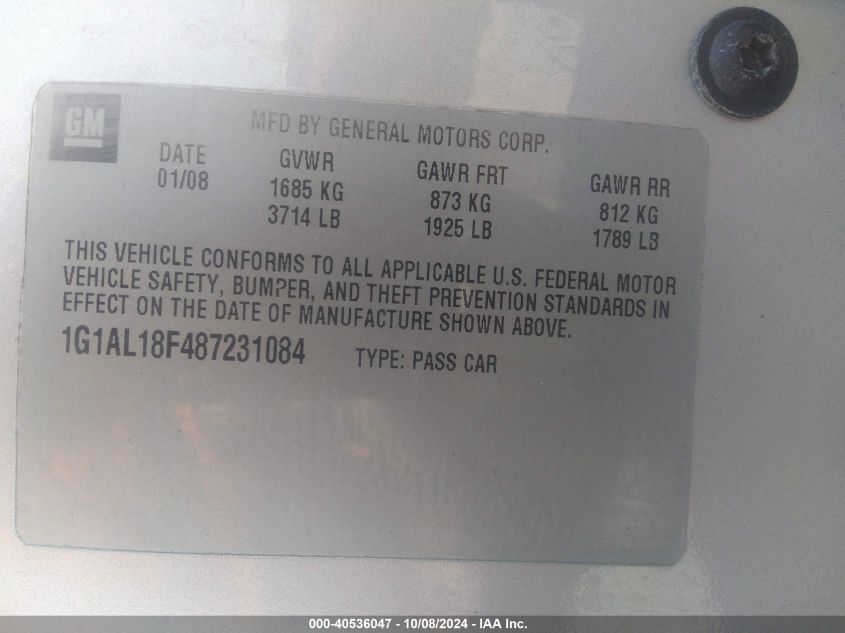 GM
MFD BY GENERAL MOTORS CORP.
DATE GVWR GAWR FRT GAWR RR
01/08 1685 KG 873 KG 812 KG
3714 LB 1925 LB 1789 LB
THIS VEHICLE CONFORMS TO ALL APPLICABLE U.S. FEDERAL MOTOR
VEHICLE SAFETY, BUMPER, AND THEFT PREVENTION STANDARDS IN
EFFECT ON THE DATE OF MANUFACTURE SHOWN ABOVE.
1G1AL18F487231084 TYPE: PASS CAR
000-40536047 - 10/08/2024 - IAA Inc.